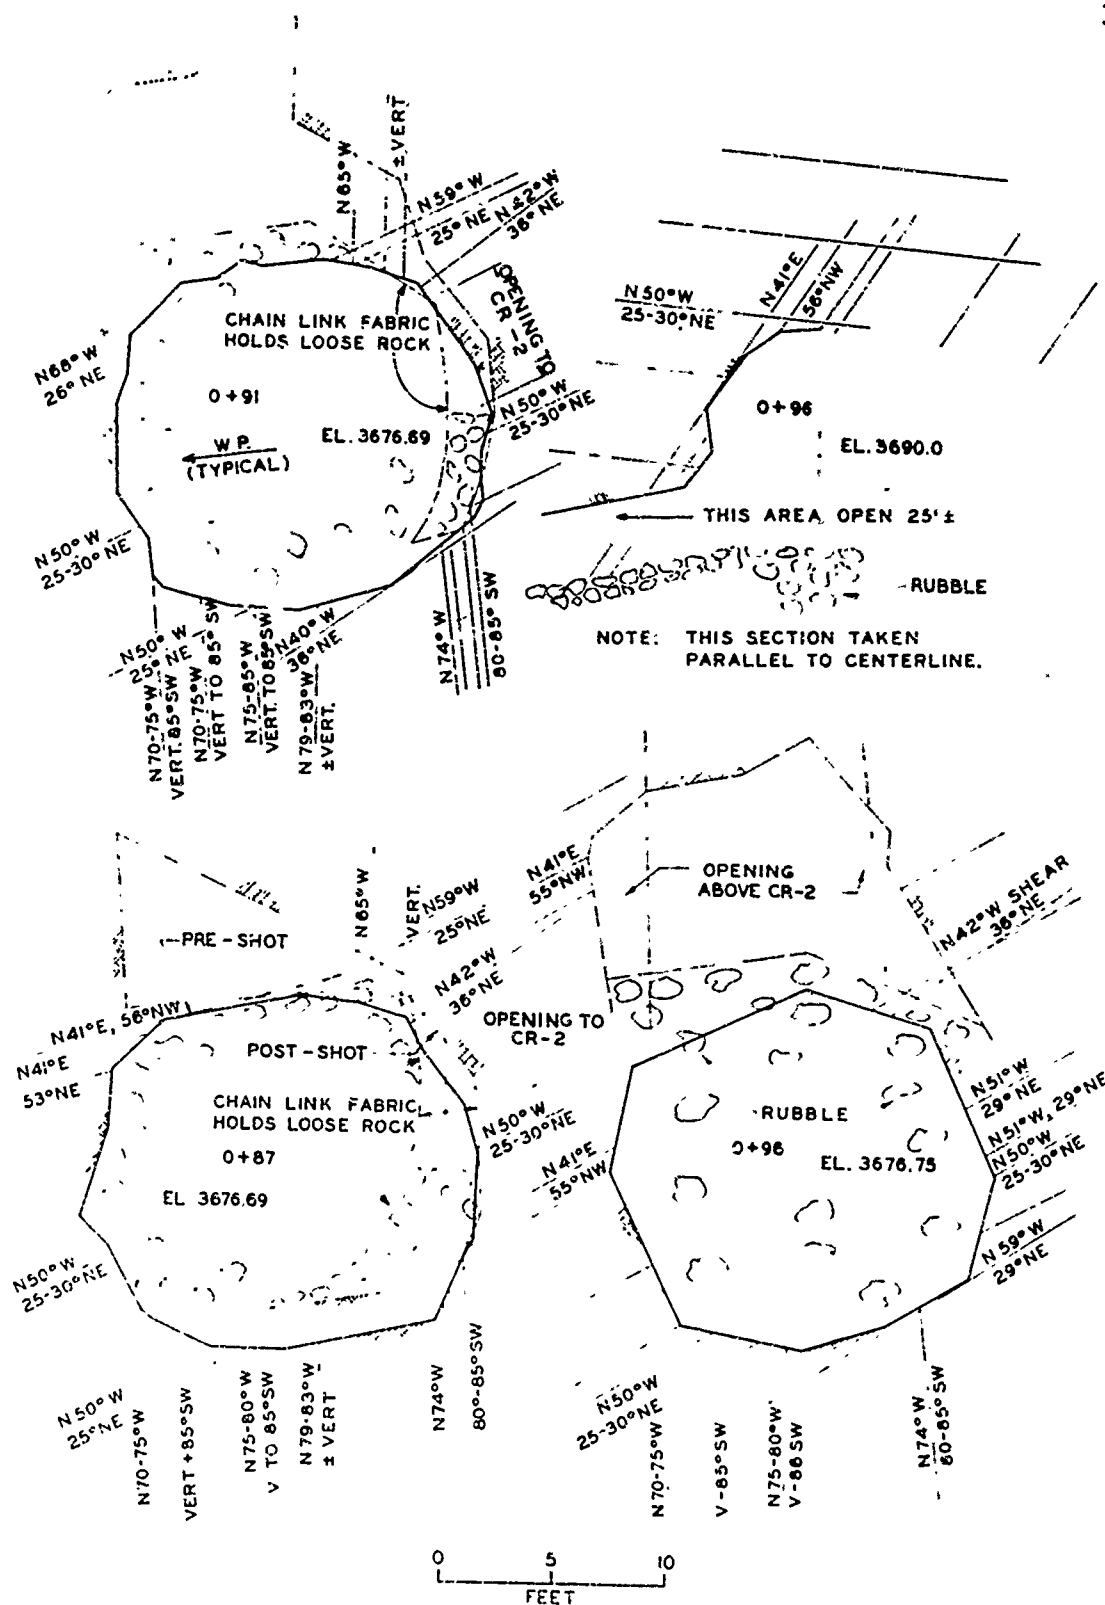 N65°W
± VERT
N59°W
25° NE
36° NE
OPENING TO
CR-2
CHAIN LINK FABRIC
HOLDS LOOSE ROCK
N68°W
26° NE
0+91
W.P.
(TYPICAL)
EL. 3676.69
N50°W
25-30° NE
N50°W
25-30° NE
N50°W
25° NE
N70-75°W
VERT. 85° SW
N70-75°W
VERT TO 85° SW
N75-85°W
VERT. TO 85° SW
N40°W
36° NE
N79-83°W
± VERT.
N74°W
80-85° SW
N50°W
25-30° NE
N41°E
56° NW
0+96
EL. 3690.0
THIS AREA OPEN 25' ±
RUBBLE
NOTE: THIS SECTION TAKEN
PARALLEL TO CENTERLINE.
PRE-SHOT
N65°W
VERT.
N59°W
25° NE
N42°W
36° NE
N41°E, 56° NW
N41°E
53° NE
POST-SHOT
OPENING TO
CR-2
CHAIN LINK FABRIC
HOLDS LOOSE ROCK
0+87
EL 3676.69
N50°W
25-30° NE
N50°W
25-30° NE
N50°W
25° NE
N70-75°W
VERT + 85° SW
N75-80°W
V TO 85° SW
N79-83°W
± VERT
N74°W
80°-85° SW
N41°E
55° NW
OPENING
ABOVE CR-2
N42°W SHEAR
36° NE
RUBBLE
0+96
EL. 3676.75
N41°E
55° NW
N51°W
29° NE
N51°W, 29° NE
N50°W
25-30° NE
N59°W
29° NE
N50°W
25-30° NE
N70-75°W
V-85° SW
N75-80°W
V-86 SW
N74°W
80-85° SW
0 5 10
FEET